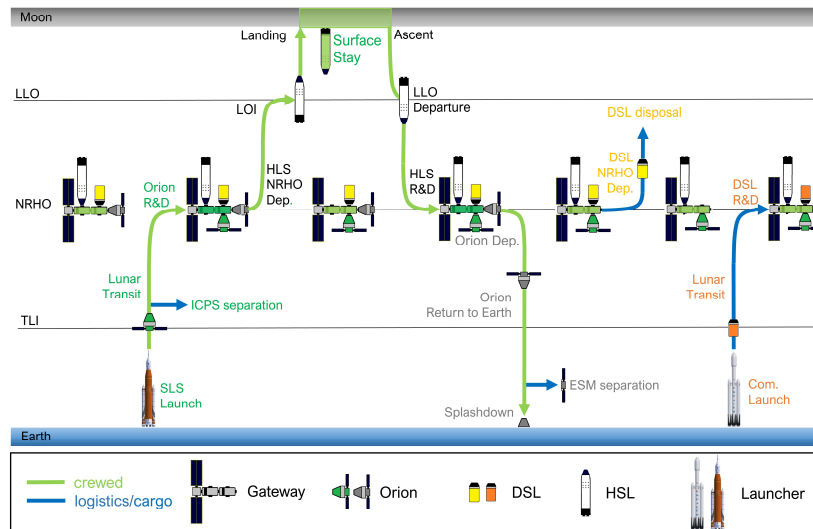 Moon
Landing
Ascent
Surface
Stay
LLO
LOI
LLO
Departure
DSL disposal
Orion
R&D
HLS
NRHO
Dep.
HLS
R&D
DSL
NRHO
Dep.
DSL
R&D
NRHO
Orion Dep.
Lunar
Transit
ICPS separation
Orion
Return to Earth
Lunar
Transit
TLI
SLS
Launch
ESM separation
Com.
Launch
Splashdown
Earth
crewed
logistics/cargo
Gateway
Orion
DSL
HSL
Launcher